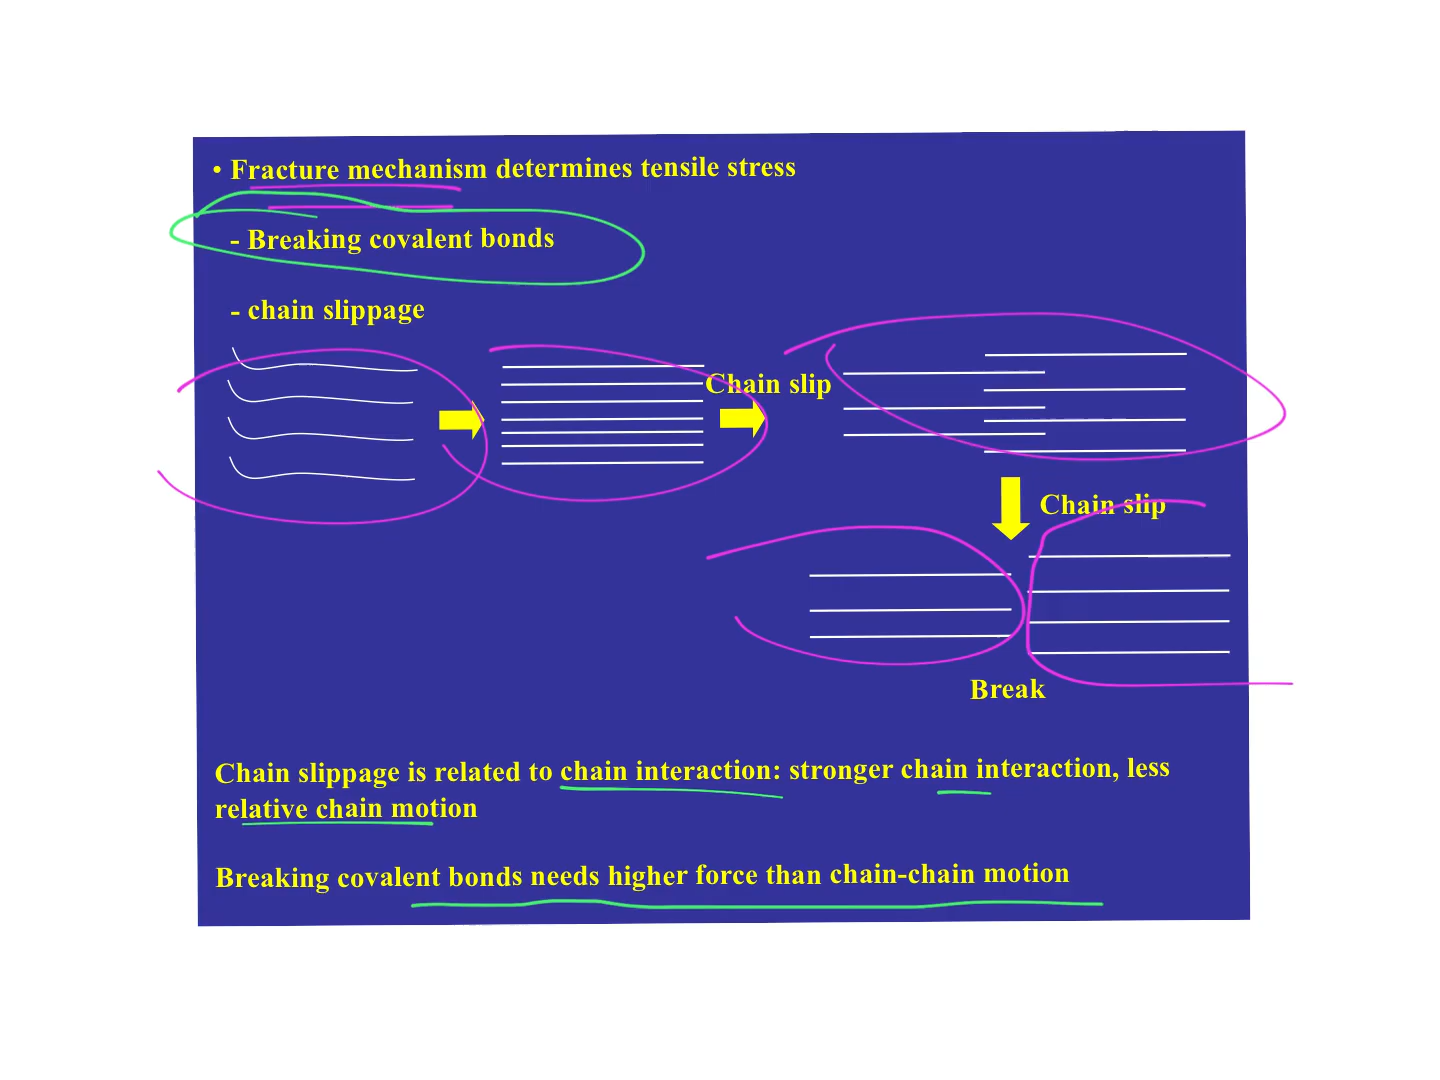 • Fracture mechanism determines tensile stress
- Breaking covalent bonds
- chain slippage
Chain slip
Chain slip
Break
Chain slippage is related to chain interaction: stronger chain interaction, less
relative chain motion
Breaking covalent bonds needs higher force than chain-chain motion